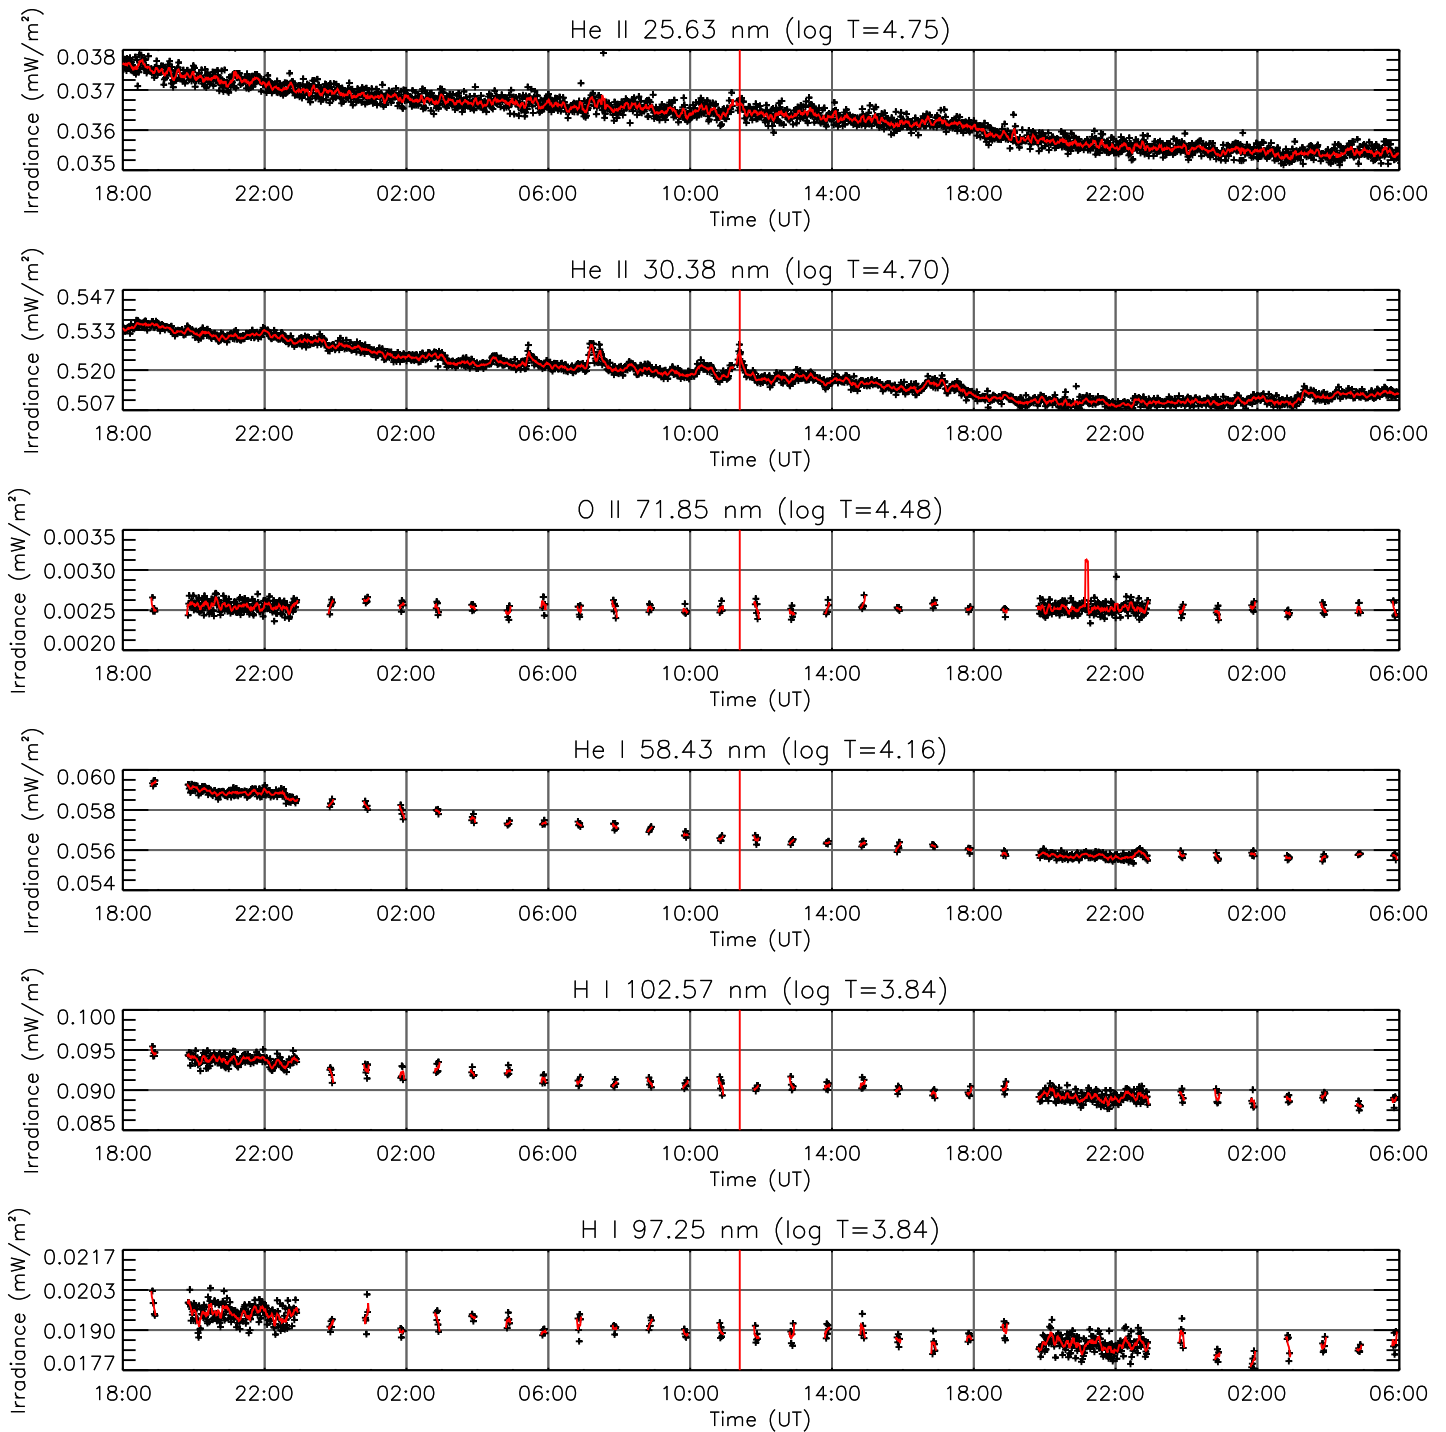 He II 25.63 nm (log T=4.75)
Irradiance (mW/m²)
0.038
0.037
0.036
0.035
18:00 22:00 02:00 06:00 10:00 14:00 18:00 22:00 02:00 06:00
Time (UT)
He II 30.38 nm (log T=4.70)
Irradiance (mW/m²)
0.547
0.533
0.520
0.507
18:00 22:00 02:00 06:00 10:00 14:00 18:00 22:00 02:00 06:00
Time (UT)
O II 71.85 nm (log T=4.48)
Irradiance (mW/m²)
0.0035
0.0030
0.0025
0.0020
18:00 22:00 02:00 06:00 10:00 14:00 18:00 22:00 02:00 06:00
Time (UT)
He I 58.43 nm (log T=4.16)
Irradiance (mW/m²)
0.060
0.058
0.056
0.054
18:00 22:00 02:00 06:00 10:00 14:00 18:00 22:00 02:00 06:00
Time (UT)
H I 102.57 nm (log T=3.84)
Irradiance (mW/m²)
0.100
0.095
0.090
0.085
18:00 22:00 02:00 06:00 10:00 14:00 18:00 22:00 02:00 06:00
Time (UT)
H I 97.25 nm (log T=3.84)
Irradiance (mW/m²)
0.0217
0.0203
0.0190
0.0177
18:00 22:00 02:00 06:00 10:00 14:00 18:00 22:00 02:00 06:00
Time (UT)